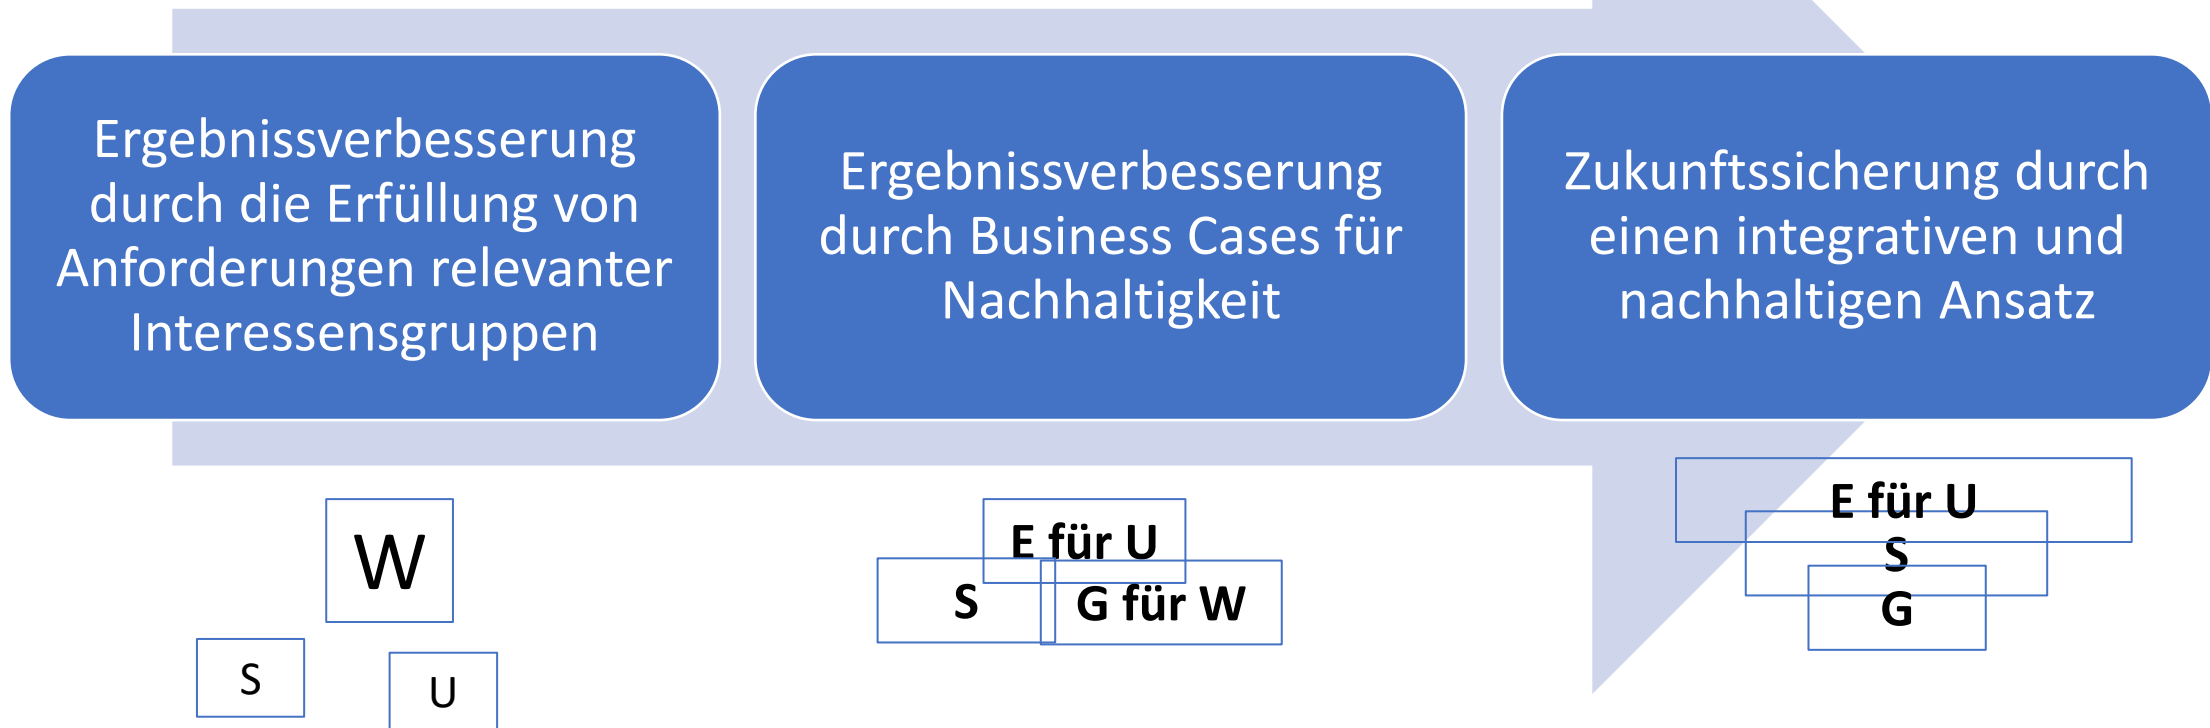 Ergebnissverbesserung
durch die Erfüllung von
Anforderungen relevanter
Interessensgruppen
Ergebnissverbesserung
durch Business Cases für
Nachhaltigkeit
Zukunftssicherung durch
einen integrativen und
nachhaltigen Ansatz
W
S
U
E für U
S
G für W
E für U
S
G